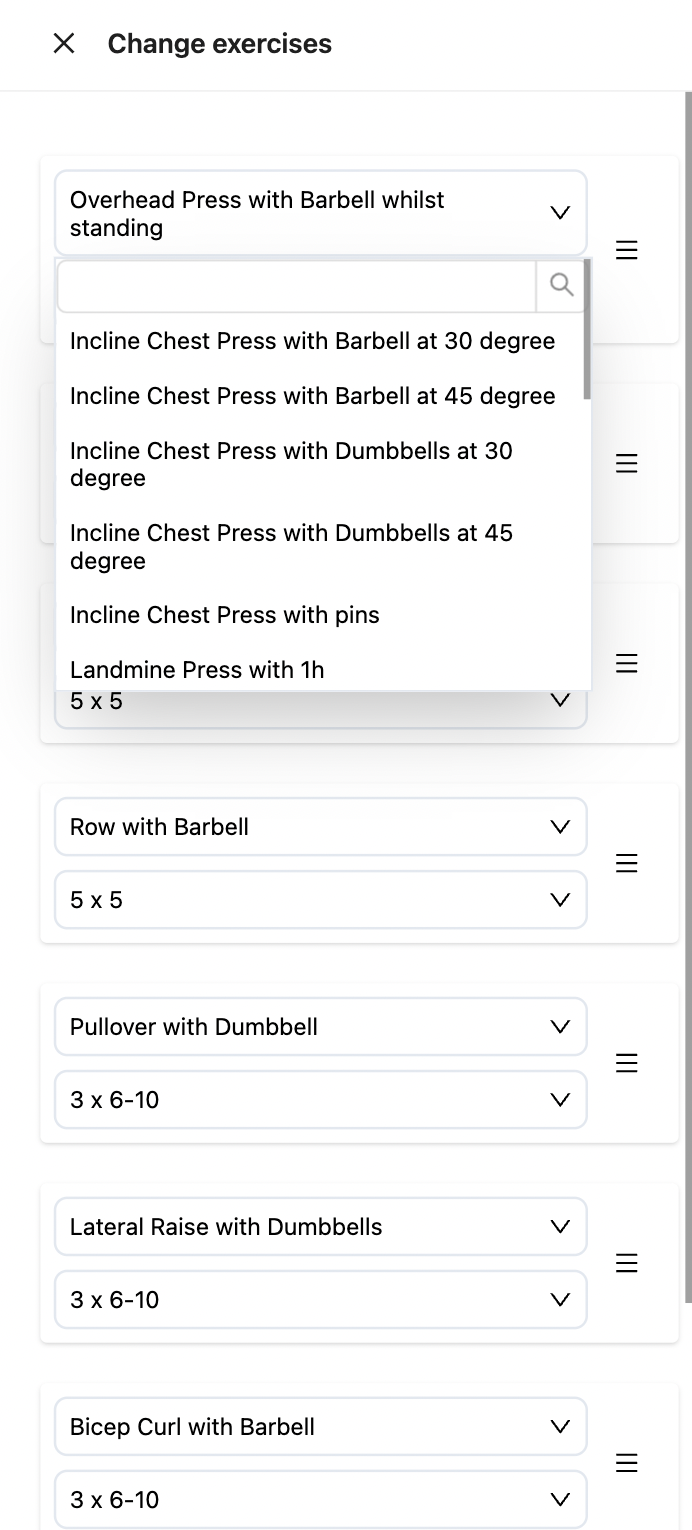 Change exercises
Overhead Press with Barbell whilst
standing
Incline Chest Press with Barbell at 30 degree
Incline Chest Press with Barbell at 45 degree
Incline Chest Press with Dumbbells at 30
degree
Incline Chest Press with Dumbbells at 45
degree
Incline Chest Press with pins
Landmine Press with 1h
5 x 5
Row with Barbell
5 x 5
Pullover with Dumbbell
3 x 6-10
Lateral Raise with Dumbbells
3 x 6-10
Bicep Curl with Barbell
3 x 6-10